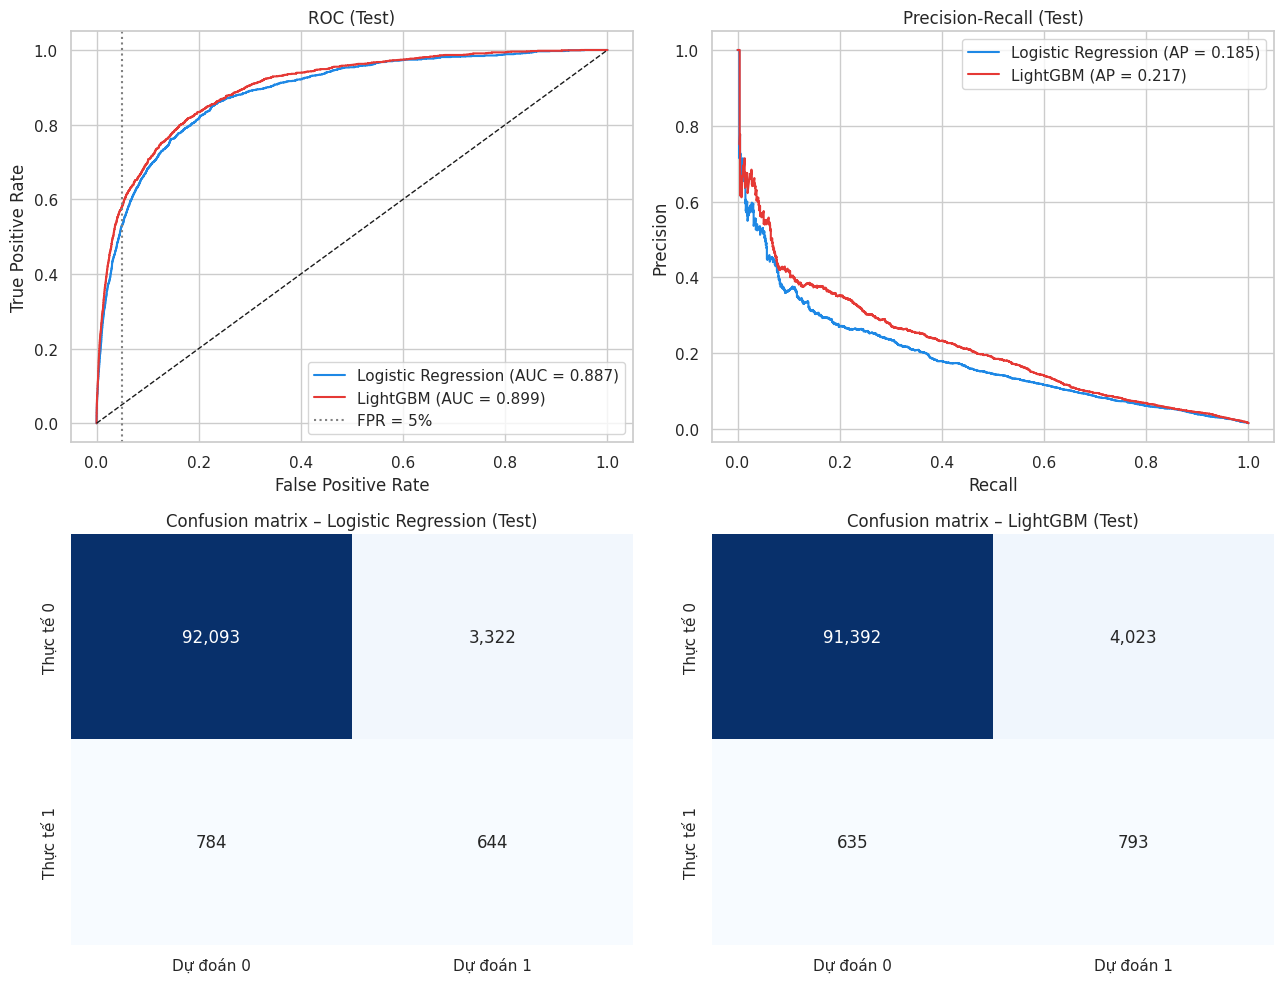 ROC (Test)
True Positive Rate
1.0
0.8
0.6
0.4
0.2
0.0
Logistic Regression (AUC = 0.887)
LightGBM (AUC = 0.899)
FPR = 5%
0.0 0.2 0.4 0.6 0.8 1.0
False Positive Rate
Precision-Recall (Test)
Precision
1.0
0.8
0.6
0.4
0.2
0.0
Logistic Regression (AP = 0.185)
LightGBM (AP = 0.217)
0.0 0.2 0.4 0.6 0.8 1.0
Recall
Confusion matrix – Logistic Regression (Test)
Thực tế 0
92,093 3,322
Thực tế 1
784 644
Dự đoán 0 Dự đoán 1
Confusion matrix – LightGBM (Test)
Thực tế 0
91,392 4,023
Thực tế 1
635 793
Dự đoán 0 Dự đoán 1